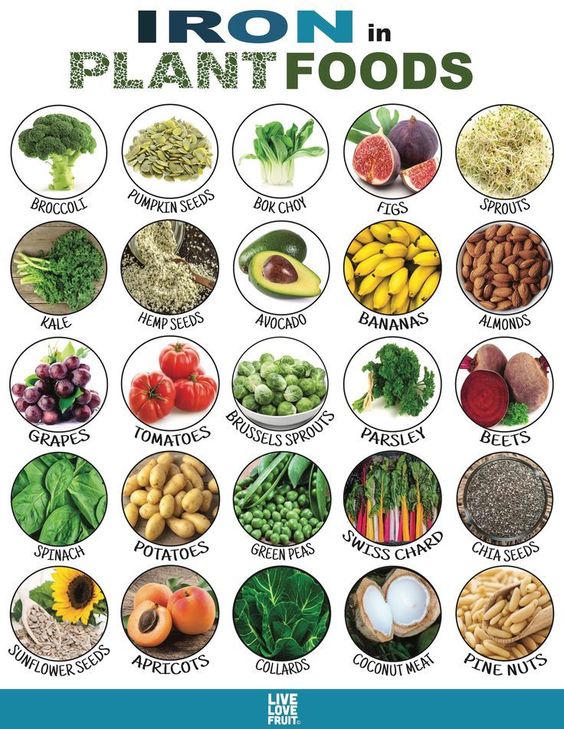 IRON in
PLANT FOODS
BROCCOLI
PUMPKIN SEEDS
BOK CHOY
FIGS
SPROUTS
KALE
HEMP SEEDS
AVOCADO
BANANAS
ALMONDS
GRAPES
TOMATOES
BRUSSELS SPROUTS
PARSLEY
BEETS
SPINACH
POTATOES
GREEN PEAS
SWISS CHARD
CHIA SEEDS
SUNFLOWER SEEDS
APRICOTS
COLLARDS
COCONUT MEAT
PINE NUTS
LIVE
LOVE
FRUIT©